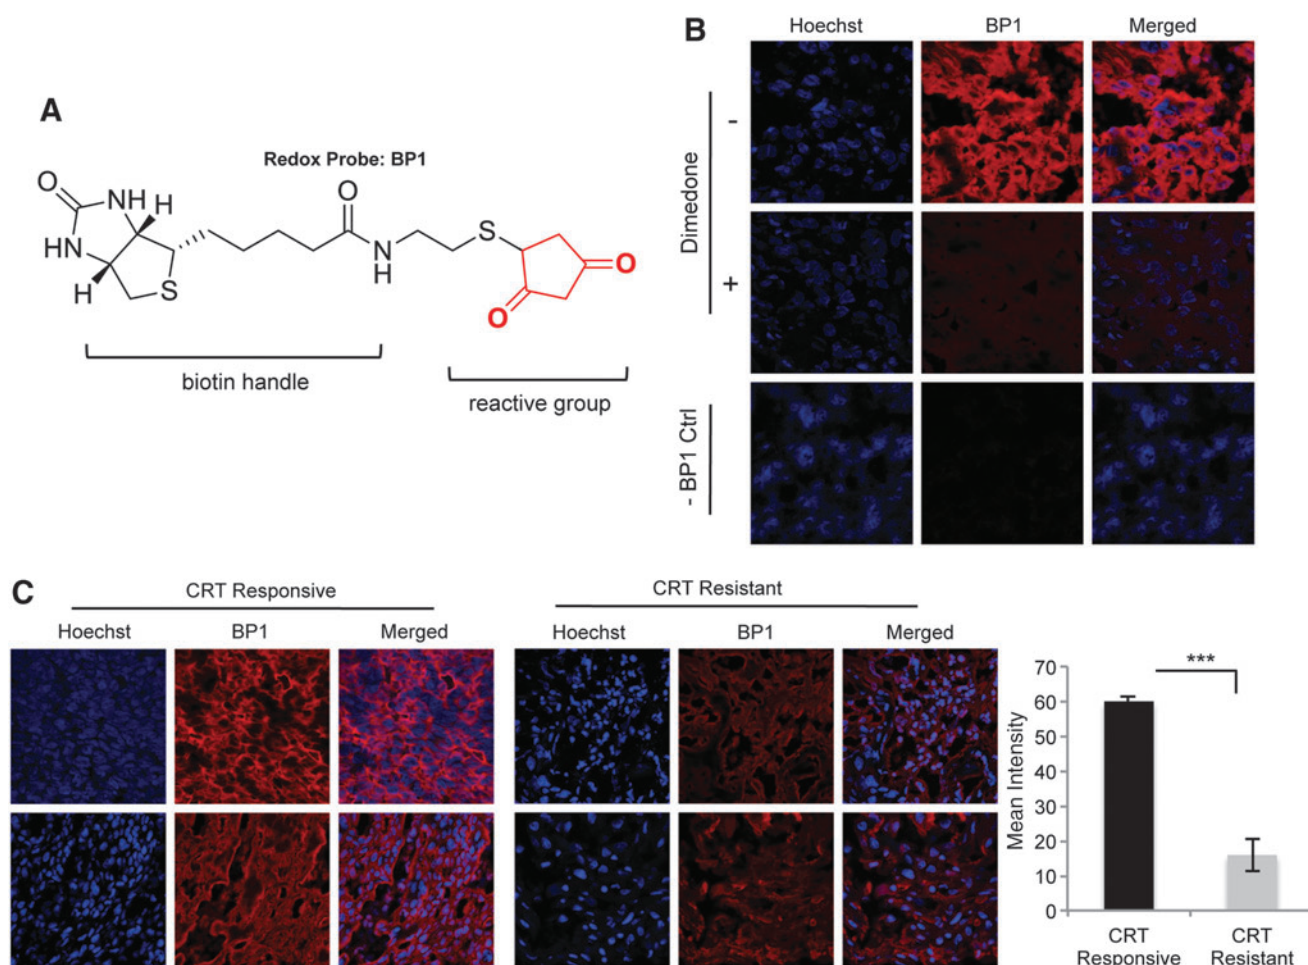 A
Redox Probe: BP1
O
NH
H
HN
H
S
O
N
H
S
O
O
biotin handle
reactive group
B
Hoechst BP1 Merged
Dimedone
-
+
- BP1 Ctrl
C
CRT Responsive
Hoechst BP1 Merged
CRT Resistant
Hoechst BP1 Merged
***
Mean Intensity
70
60
50
40
30
20
10
0
CRT
Responsive
CRT
Resistant